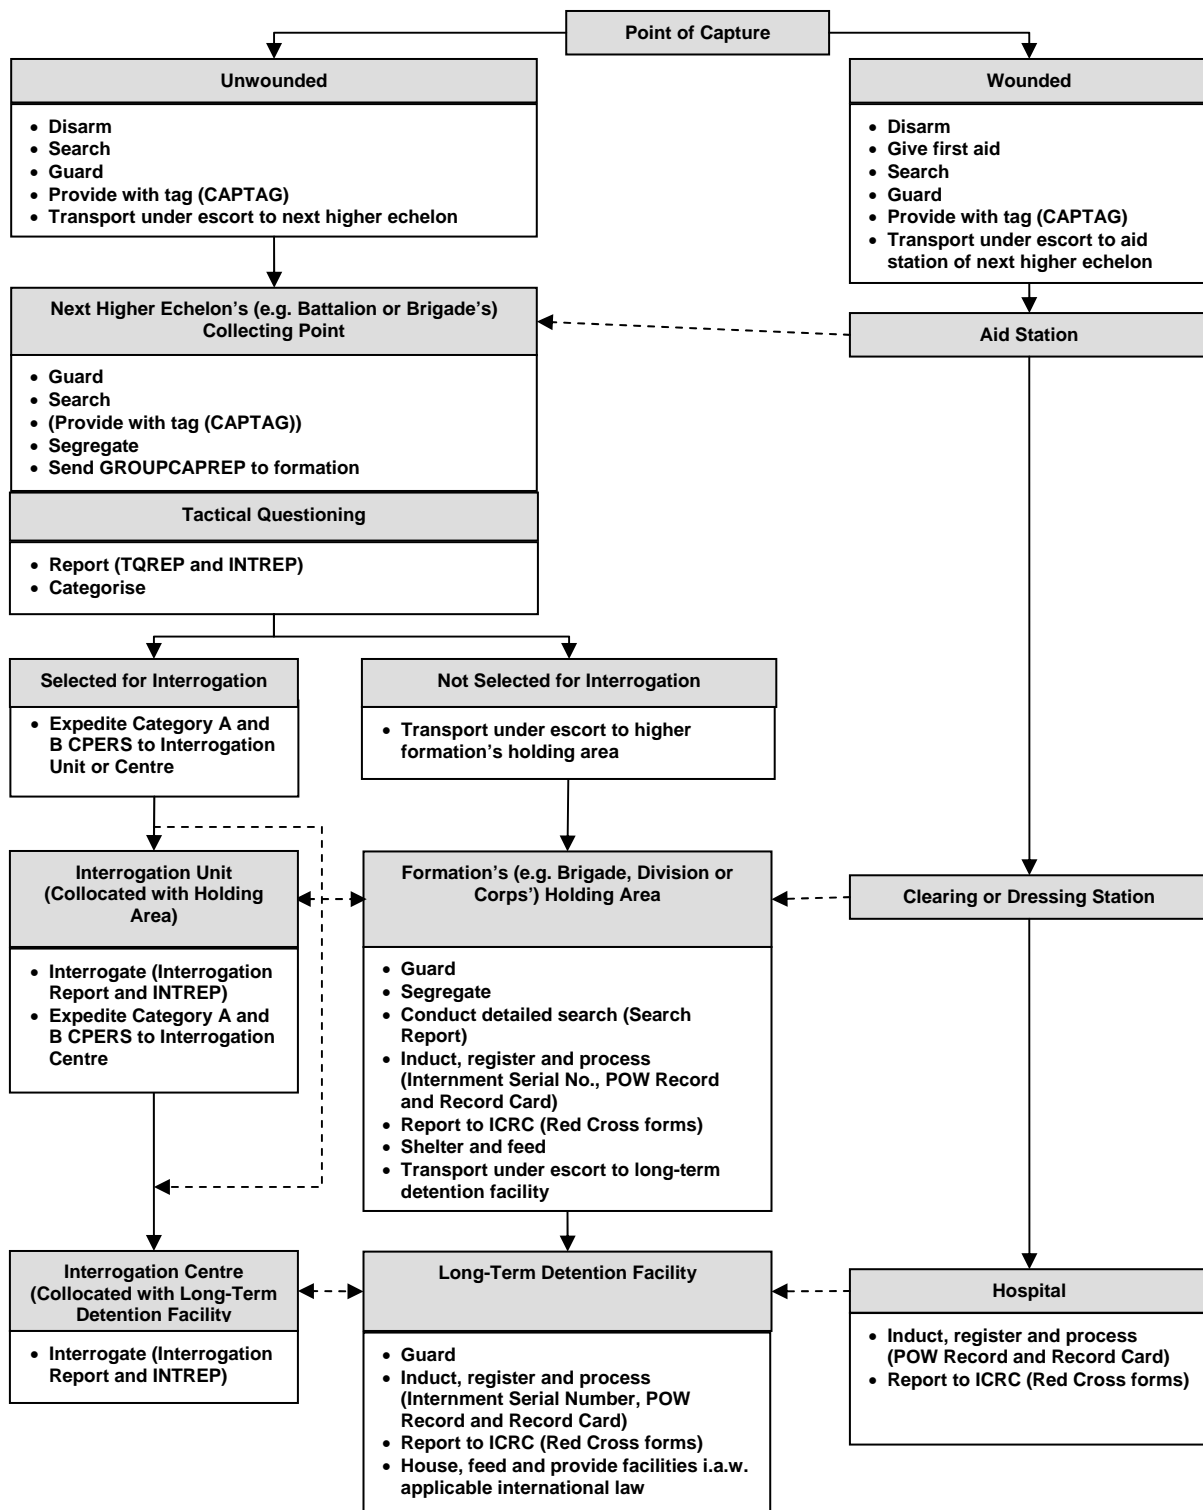 Point of Capture
Unwounded
• Disarm
• Search
• Guard
• Provide with tag (CAPTAG)
• Transport under escort to next higher echelon
Wounded
• Disarm
• Give first aid
• Search
• Guard
• Provide with tag (CAPTAG)
• Transport under escort to aid
station of next higher echelon
Next Higher Echelon's (e.g. Battalion or Brigade's)
Collecting Point
• Guard
• Search
• (Provide with tag (CAPTAG))
• Segregate
• Send GROUPCAPREP to formation
Aid Station
Tactical Questioning
• Report (TQREP and INTREP)
• Categorise
Selected for Interrogation
• Expedite Category A and
B CPERS to Interrogation
Unit or Centre
Not Selected for Interrogation
• Transport under escort to higher
formation's holding area
Interrogation Unit
(Collocated with Holding
Area)
• Interrogate (Interrogation
Report and INTREP)
• Expedite Category A and
B CPERS to Interrogation
Centre
Formation's (e.g. Brigade, Division or
Corps') Holding Area
• Guard
• Segregate
• Conduct detailed search (Search
Report)
• Induct, register and process
(Internment Serial No., POW Record
and Record Card)
• Report to ICRC (Red Cross forms)
• Shelter and feed
• Transport under escort to long-term
detention facility
Clearing or Dressing Station
Interrogation Centre
(Collocated with Long-Term
Detention Facility
• Interrogate (Interrogation
Report and INTREP)
Long-Term Detention Facility
• Guard
• Induct, register and process
(Internment Serial Number, POW
Record and Record Card)
• Report to ICRC (Red Cross forms)
• House, feed and provide facilities i.a.w.
applicable international law
Hospital
• Induct, register and process
(POW Record and Record Card)
• Report to ICRC (Red Cross forms)